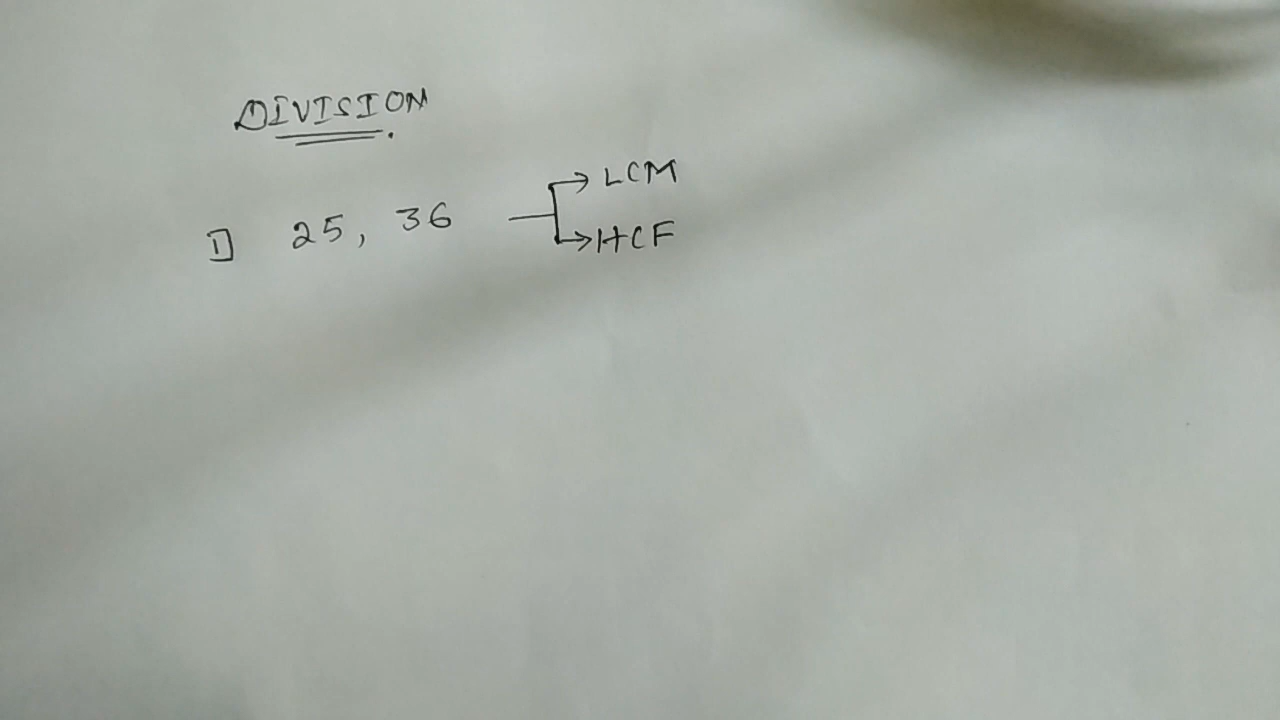 DIVISION.
1] 25, 36 → LCM
→ HCF